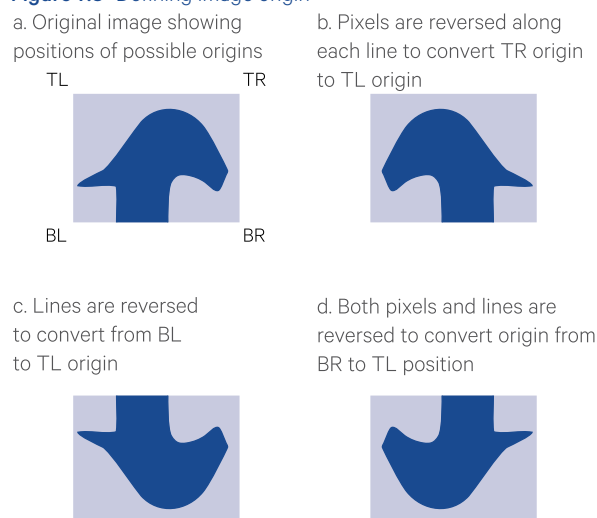 a. Original image showing
positions of possible origins
TL TR
BL BR
b. Pixels are reversed along
each line to convert TR origin
to TL origin
c. Lines are reversed
to convert from BL
to TL origin
d. Both pixels and lines are
reversed to convert origin from
BR to TL position